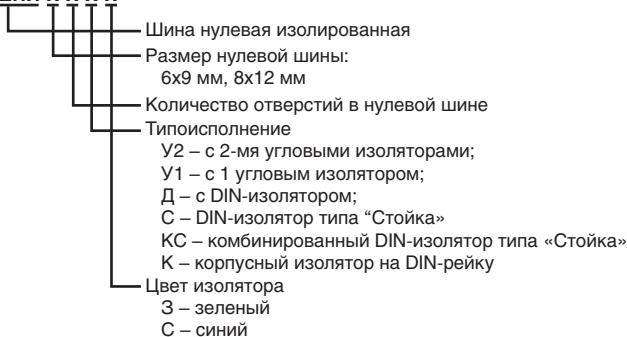 Шина нулевая изолированная
Размер нулевой шины:
6х9 мм, 8х12 мм
Количество отверстий в нулевой шине
Типоисполнение
У2 – с 2-мя угловыми изоляторами;
У1 – с 1 угловым изолятором;
Д – с DIN-изолятором;
С – DIN-изолятор типа “Стойка»
КС – комбинированный DIN-изолятор типа «Стойка»
К – корпусный изолятор на DIN-рейку
Цвет изолятора
З – зеленый
С – синий